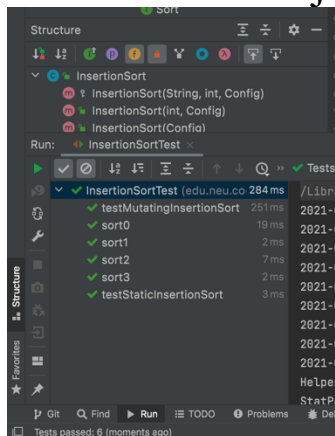 Sort
Structure
InsertionSort
InsertionSort(String, int, Config)
InsertionSort(int, Config)
InsertionSort(Config)
Run: InsertionSortTest
Tests
InsertionSortTest (edu.neu.co 284 ms
/Libr
testMutatingInsertionSort 251 ms
2021-
sort0 19 ms
2021-
sort1 2 ms
2021-
sort2 7 ms
2021-
sort3 2 ms
2021-
testStaticInsertionSort 3 ms
2021-
2021-
2021-
2021-
Helpe
StatPa
Structure
Favorites
Git Find Run TODO Problems De
Tests passed: 6 (moments ago)